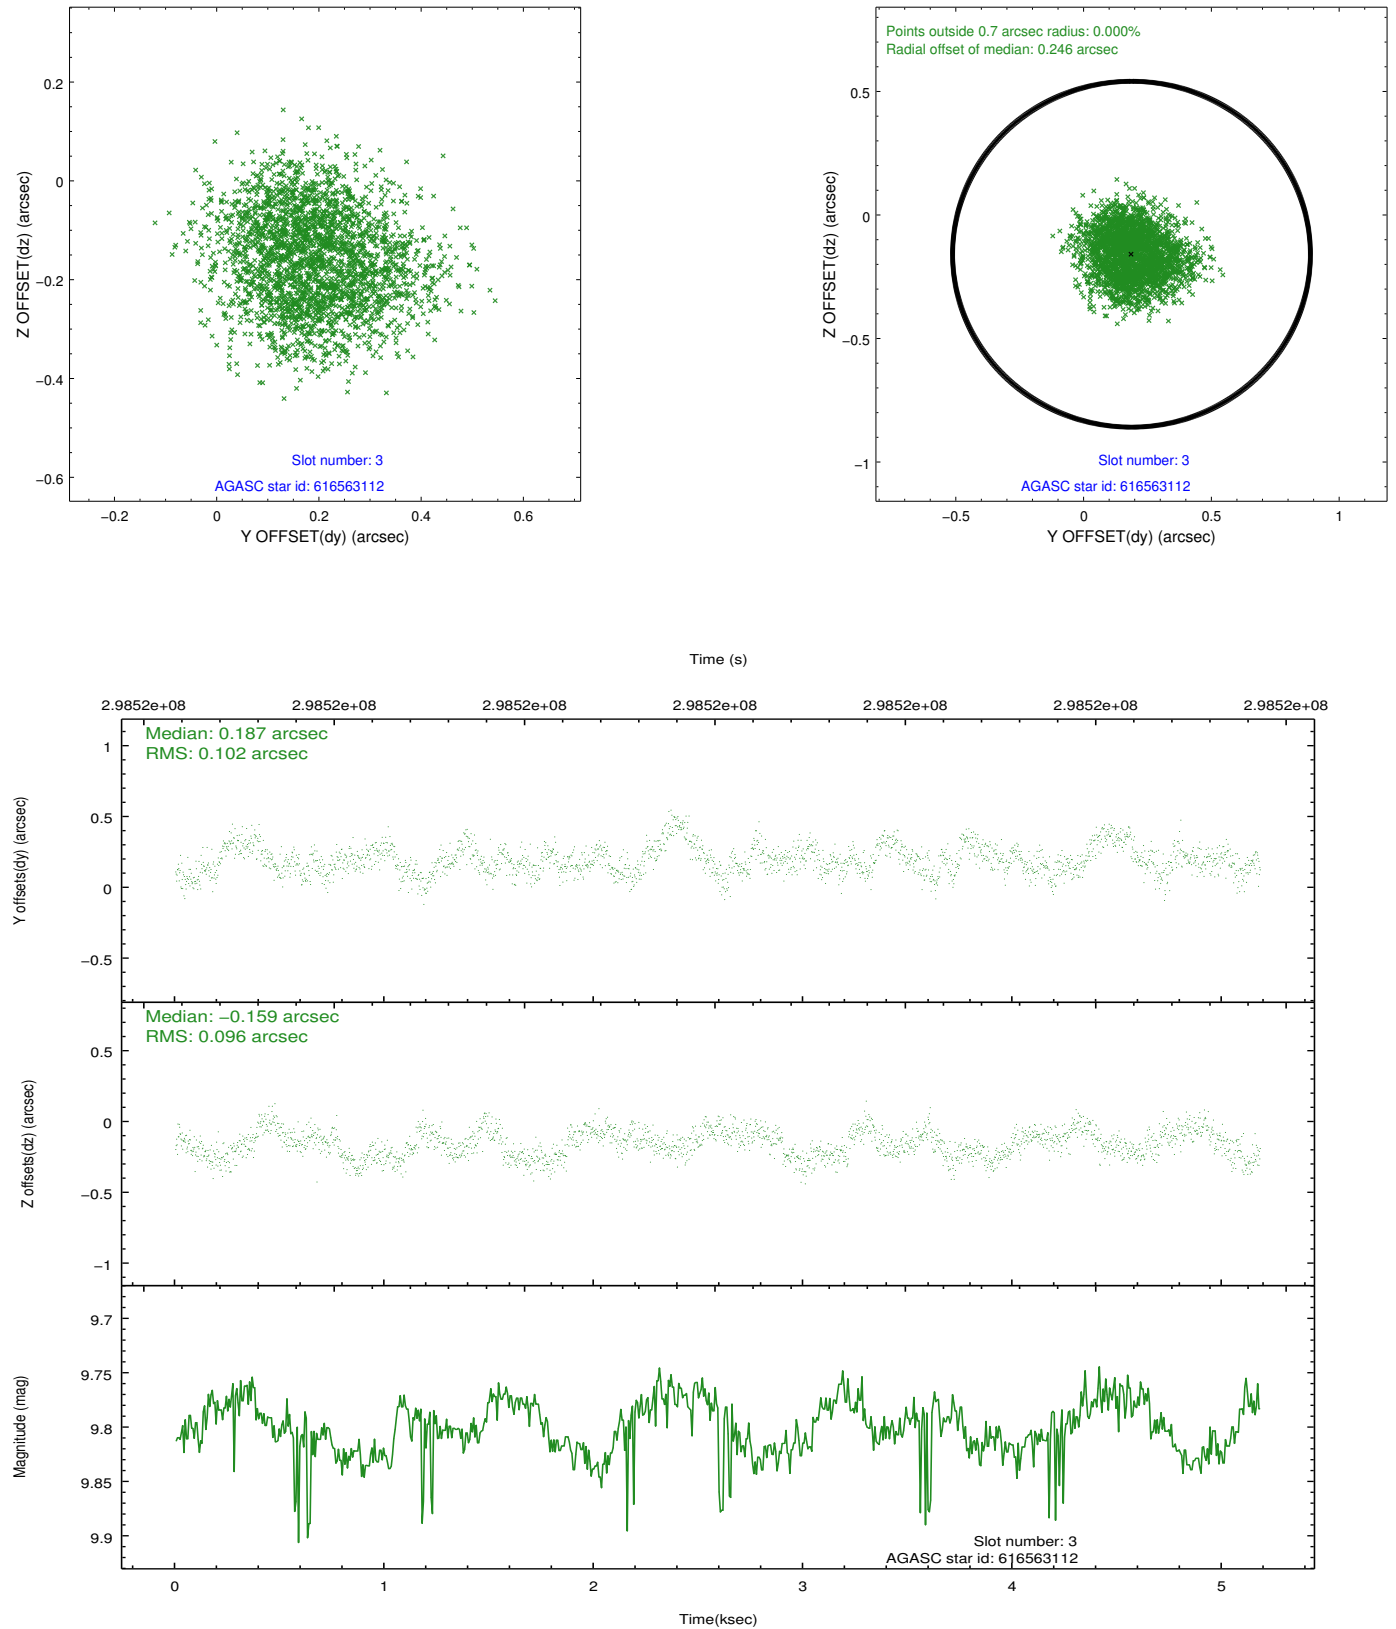 0.2
0
−0.2
−0.4
−0.6
Z OFFSET(dz) (arcsec)
Slot number: 3
AGASC star id: 616563112
−0.2
0
0.2
0.4
0.6
Y OFFSET(dy) (arcsec)
Points outside 0.7 arcsec radius: 0.000%
Radial offset of median: 0.246 arcsec
0.5
0
−0.5
−1
Z OFFSET(dz) (arcsec)
Slot number: 3
AGASC star id: 616563112
−0.5
0
0.5
1
Y OFFSET(dy) (arcsec)
Time (s)
2.9852e+08 2.9852e+08 2.9852e+08 2.9852e+08 2.9852e+08 2.9852e+08 2.9852e+08
Median: 0.187 arcsec
RMS: 0.102 arcsec
1
0.5
0
−0.5
Y offsets(dy) (arcsec)
Median: −0.159 arcsec
RMS: 0.096 arcsec
0.5
0
−0.5
−1
Z offsets(dz) (arcsec)
9.7
9.75
9.8
9.85
9.9
Magnitude (mag)
Slot number: 3
AGASC star id: 616563112
0 1 2 3 4 5
Time(ksec)